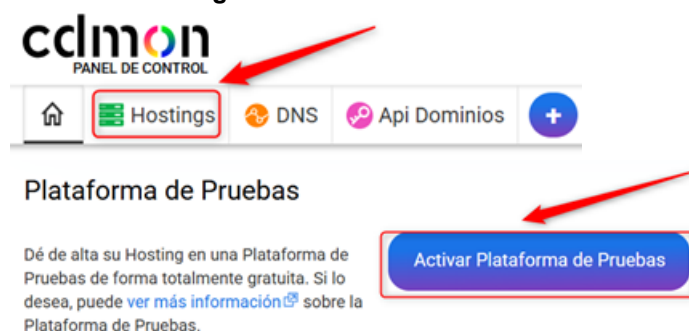 cdmon
PANEL DE CONTROL
Hostings DNS Api Dominios +
Plataforma de Pruebas
Dé de alta su Hosting en una Plataforma de
Pruebas de forma totalmente gratuita. Si lo
desea, puede ver más información sobre la
Plataforma de Pruebas.
Activar Plataforma de Pruebas